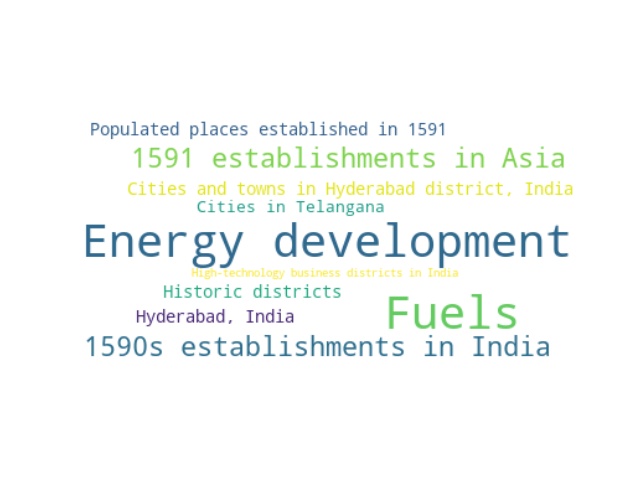 Populated places established in 1591
1591 establishments in Asia
Cities and towns in Hyderabad district, India
Cities in Telangana
Energy development
High-technology business districts in India
Historic districts
Fuels
Hyderabad, India
1590s establishments in India